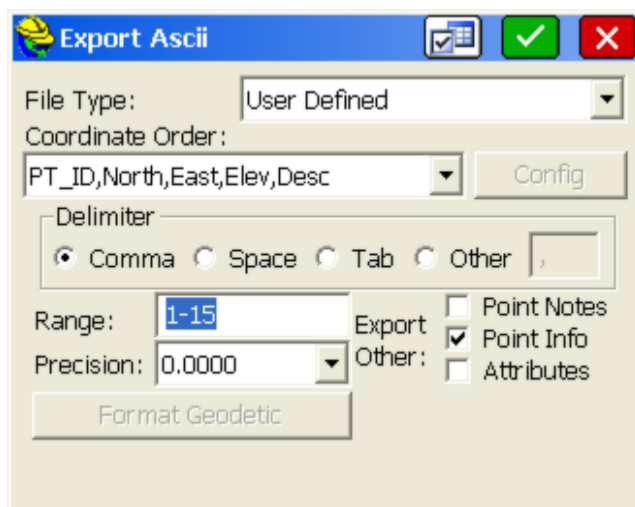 Export Ascii
File Type: User Defined
Coordinate Order:
PT_ID,North,East,Elev,Desc Config
Delimiter
Comma Space Tab Other ,
Range: 1-15 Export Other: Point Notes
Point Info
Precision: 0.0000 Attributes
Format Geodetic